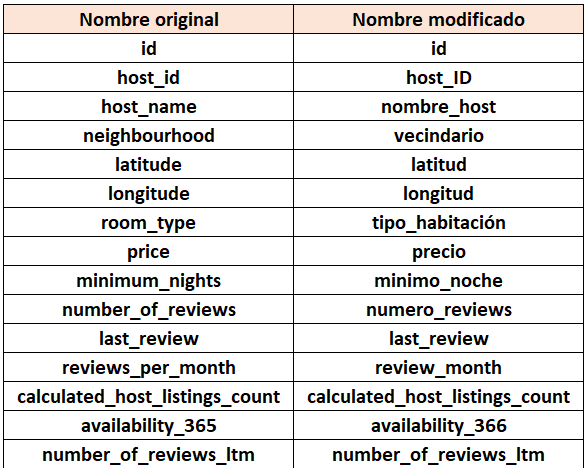 Nombre original Nombre modificado
id id
host_id host_ID
host_name nombre_host
neighbourhood vecindario
latitude latitud
longitude longitud
room_type tipo_habitación
price precio
minimum_nights minimo_noche
number_of_reviews numero_reviews
last_review last_review
reviews_per_month review_month
calculated_host_listings_count calculated_host_listings_count
availability_365 availability_366
number_of_reviews_ltm number_of_reviews_ltm